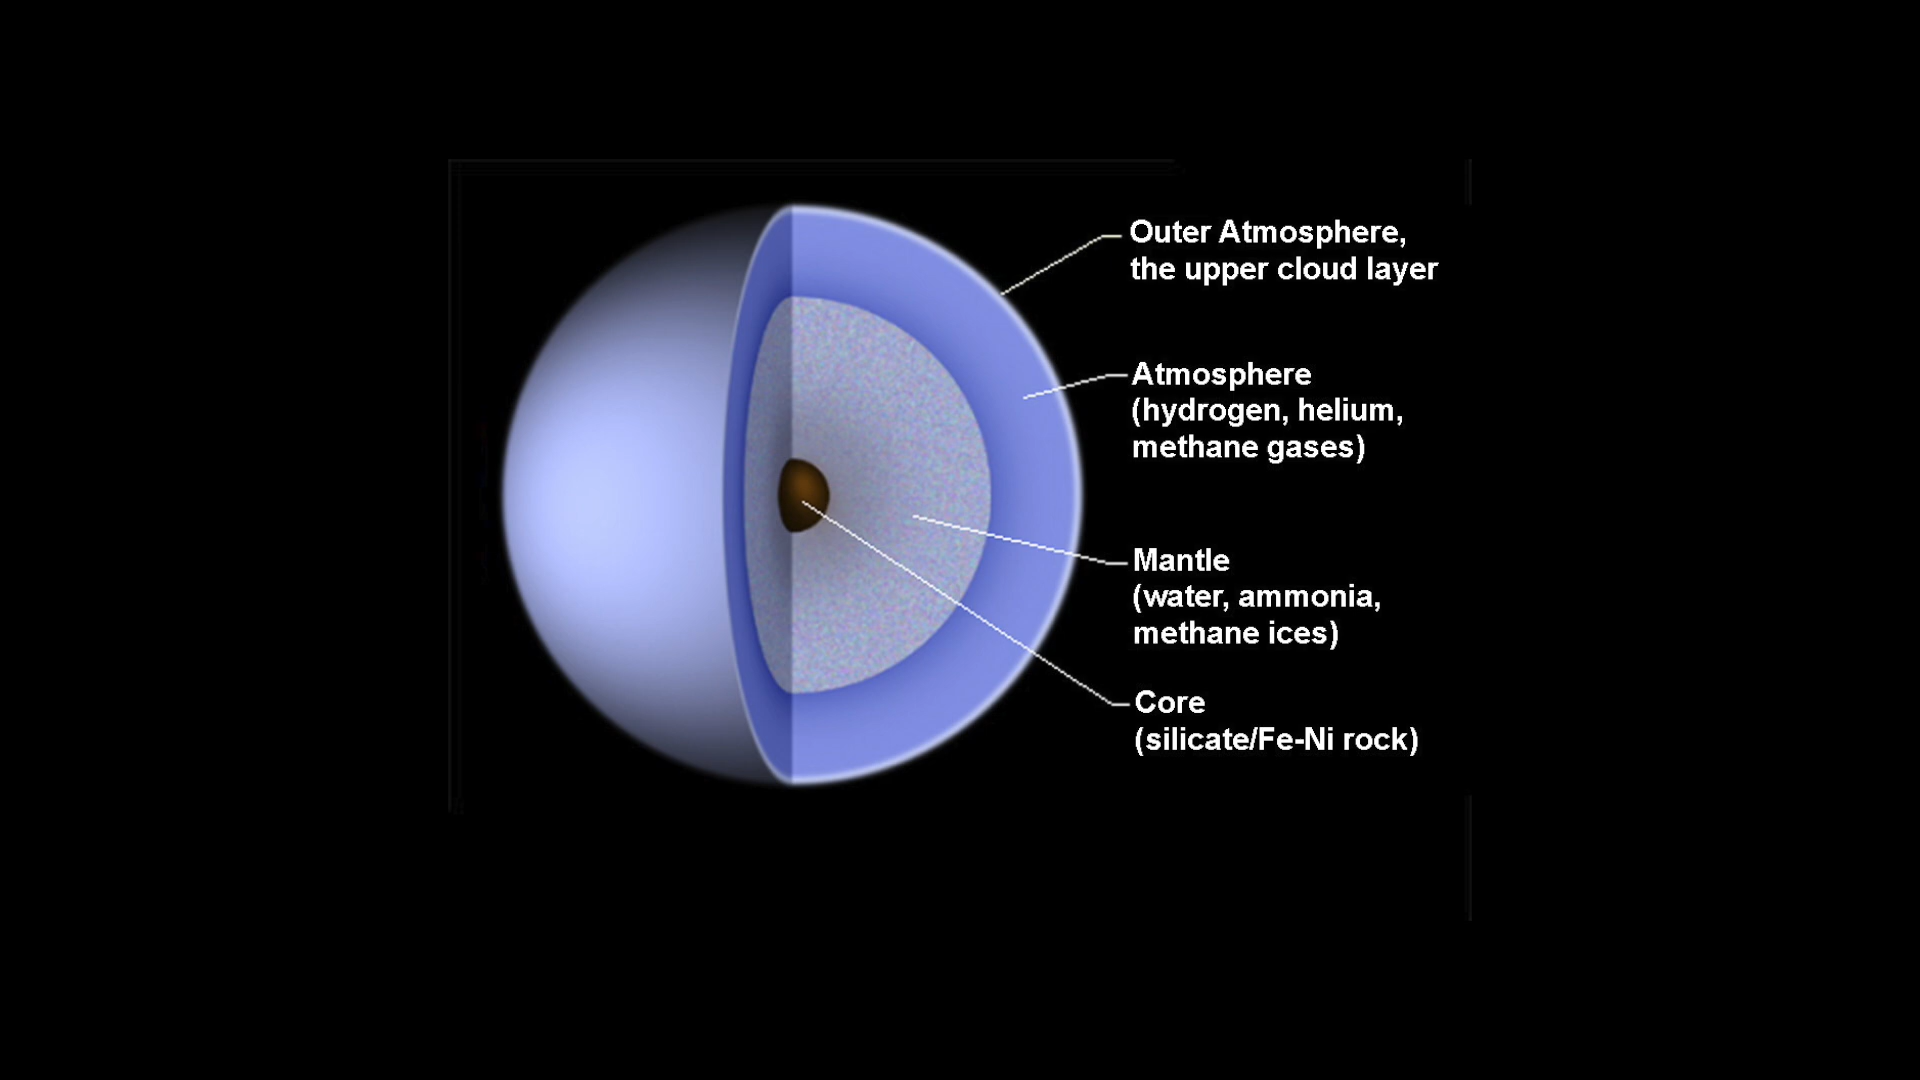 Outer Atmosphere,
the upper cloud layer
Atmosphere
(hydrogen, helium,
methane gases)
Mantle
(water, ammonia,
methane ices)
Core
(silicate/Fe-Ni rock)